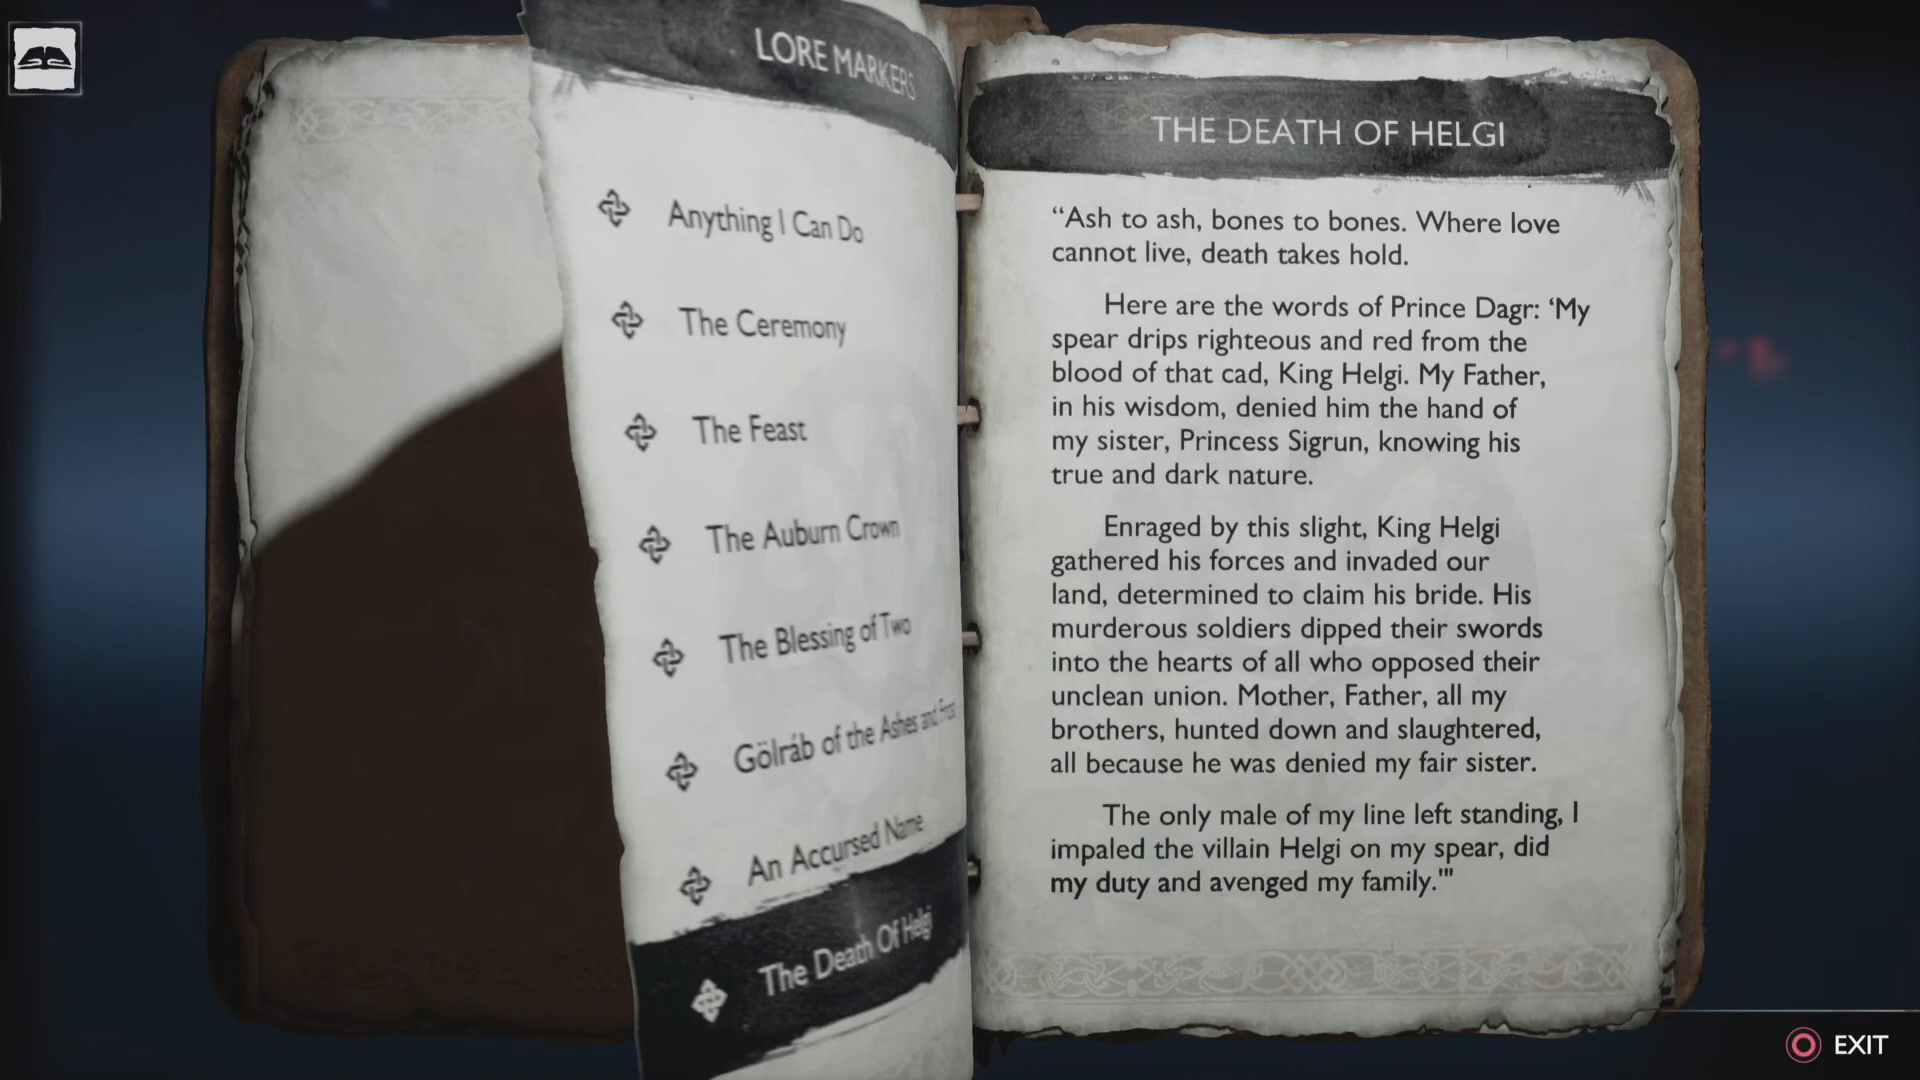 LORE MARKERS
Anything I Can Do
The Ceremony
The Feast
The Auburn Crown
The Blessing of Two
Gölráb of the Ashes and Frost
An Accursed Name
The Death Of Helgi
THE DEATH OF HELGI
“Ash to ash, bones to bones. Where love
cannot live, death takes hold.
Here are the words of Prince Dagr: ‘My
spear drips righteous and red from the
blood of that cad, King Helgi. My Father,
in his wisdom, denied him the hand of
my sister, Princess Sigrun, knowing his
true and dark nature.
Enraged by this slight, King Helgi
gathered his forces and invaded our
land, determined to claim his bride. His
murderous soldiers dipped their swords
into the hearts of all who opposed their
unclean union. Mother, Father, all my
brothers, hunted down and slaughtered,
all because he was denied my fair sister.
The only male of my line left standing, I
impaled the villain Helgi on my spear, did
my duty and avenged my family.'"
EXIT